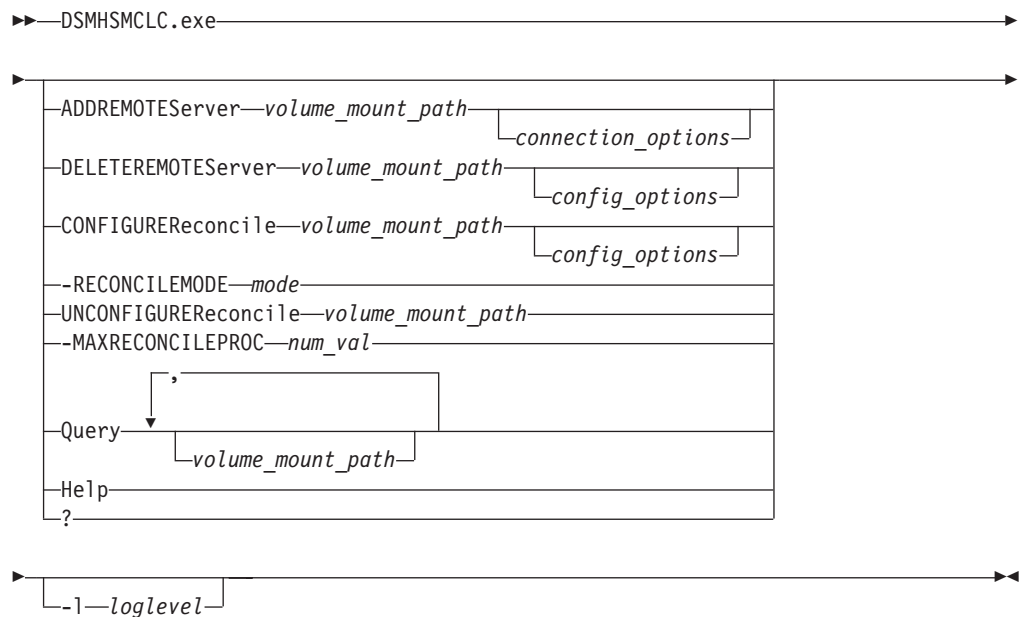 DSMHSMCLC.exe
ADDREMOTEServer volume_mount_path
connection_options
DELETEREMOTEServer volume_mount_path
config_options
CONFIGUREReconcile volume_mount_path
config_options
-RECONCILEMODE mode
UNCONFIGUREReconcile volume_mount_path
-MAXRECONCILEPROC num_val
,
Query
volume_mount_path
Help
?
-l loglevel